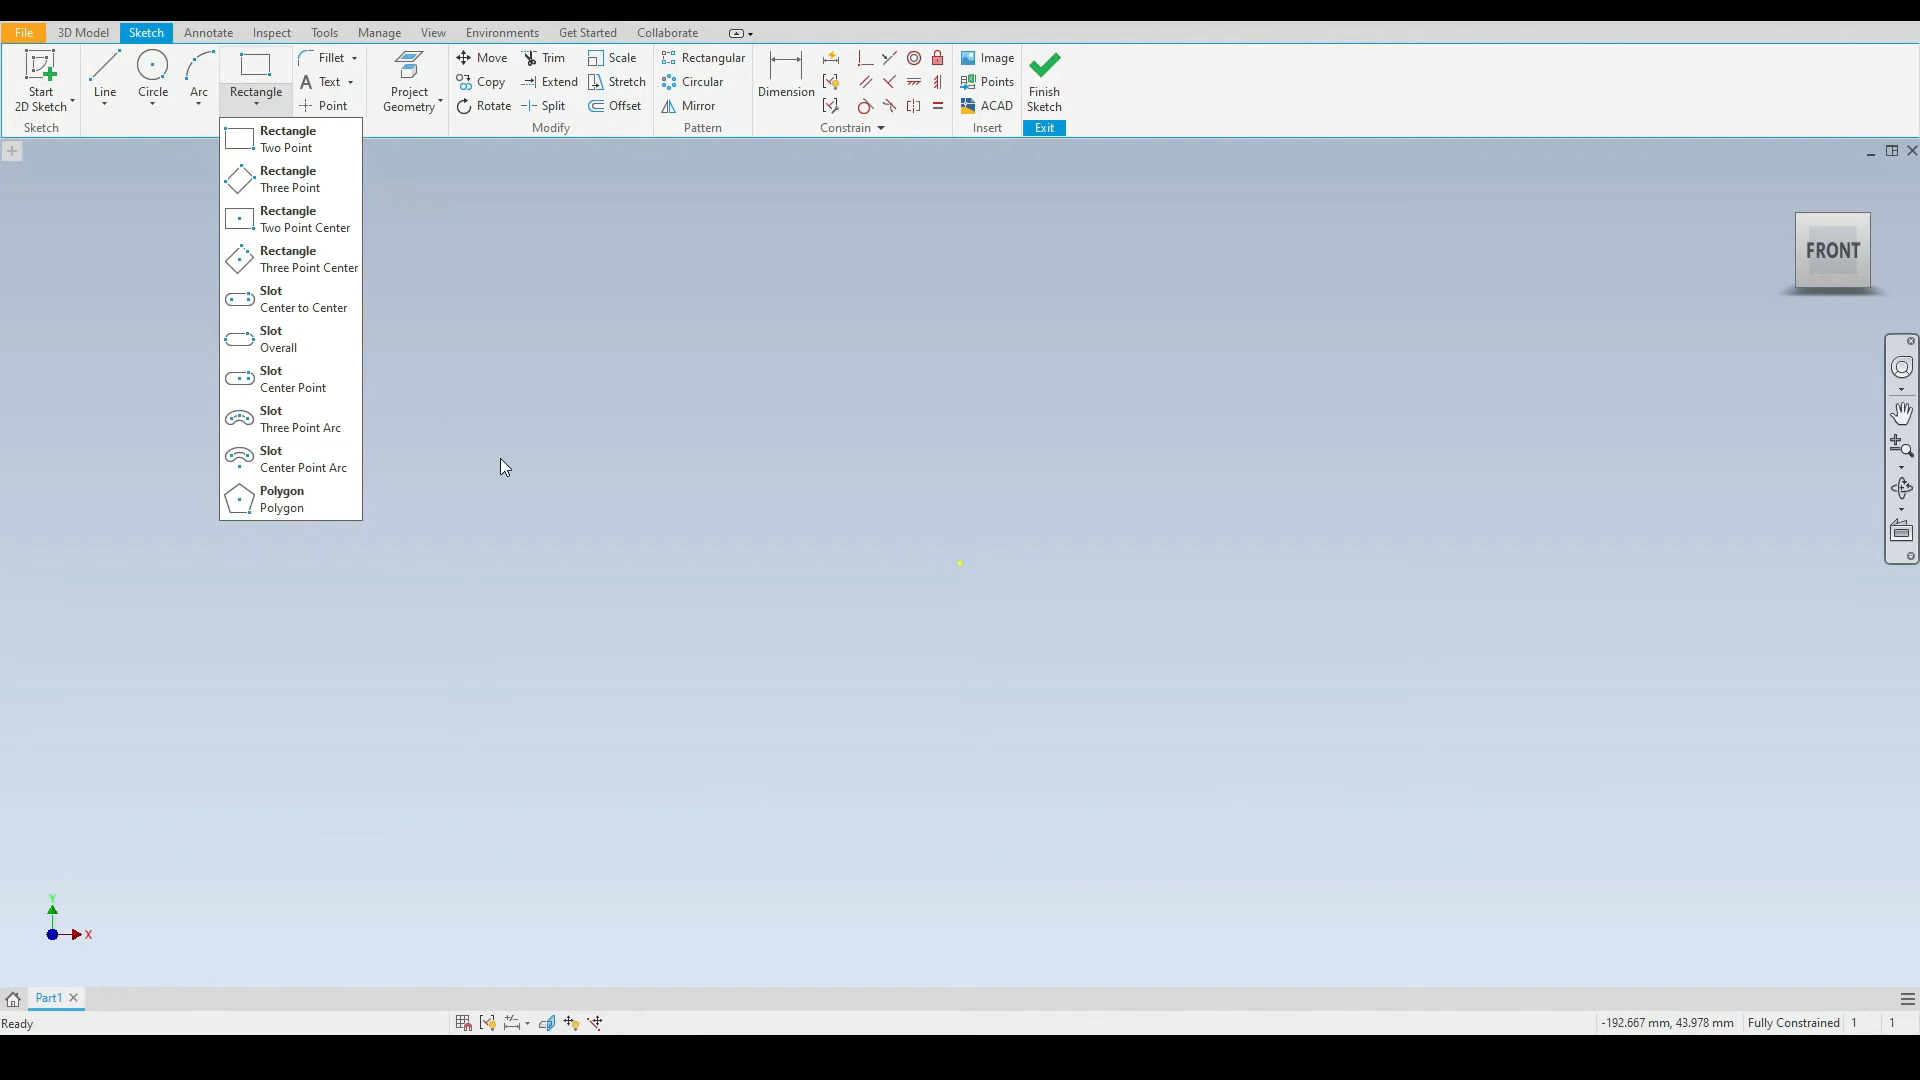 File 3D Model Sketch Annotate Inspect Tools Manage View Environments Get Started Collaborate
Start
2D Sketch
Line
Circle
Arc
Rectangle
Fillet
Text
Point
Project
Geometry
Move Trim Scale
Copy Extend Stretch
Rotate Split Offset
Rectangular
Circular
Mirror
Dimension
Image
Points
ACAD
Finish
Sketch
Sketch
Modify
Pattern
Constrain
Insert
Exit
Rectangle
Two Point
Rectangle
Three Point
Rectangle
Two Point Center
Rectangle
Three Point Center
Slot
Center to Center
Slot
Overall
Slot
Center Point
Slot
Three Point Arc
Slot
Center Point Arc
Polygon
Polygon
FRONT
Y
X
Part1
Ready
-192.667 mm, 43.978 mm Fully Constrained 1 1